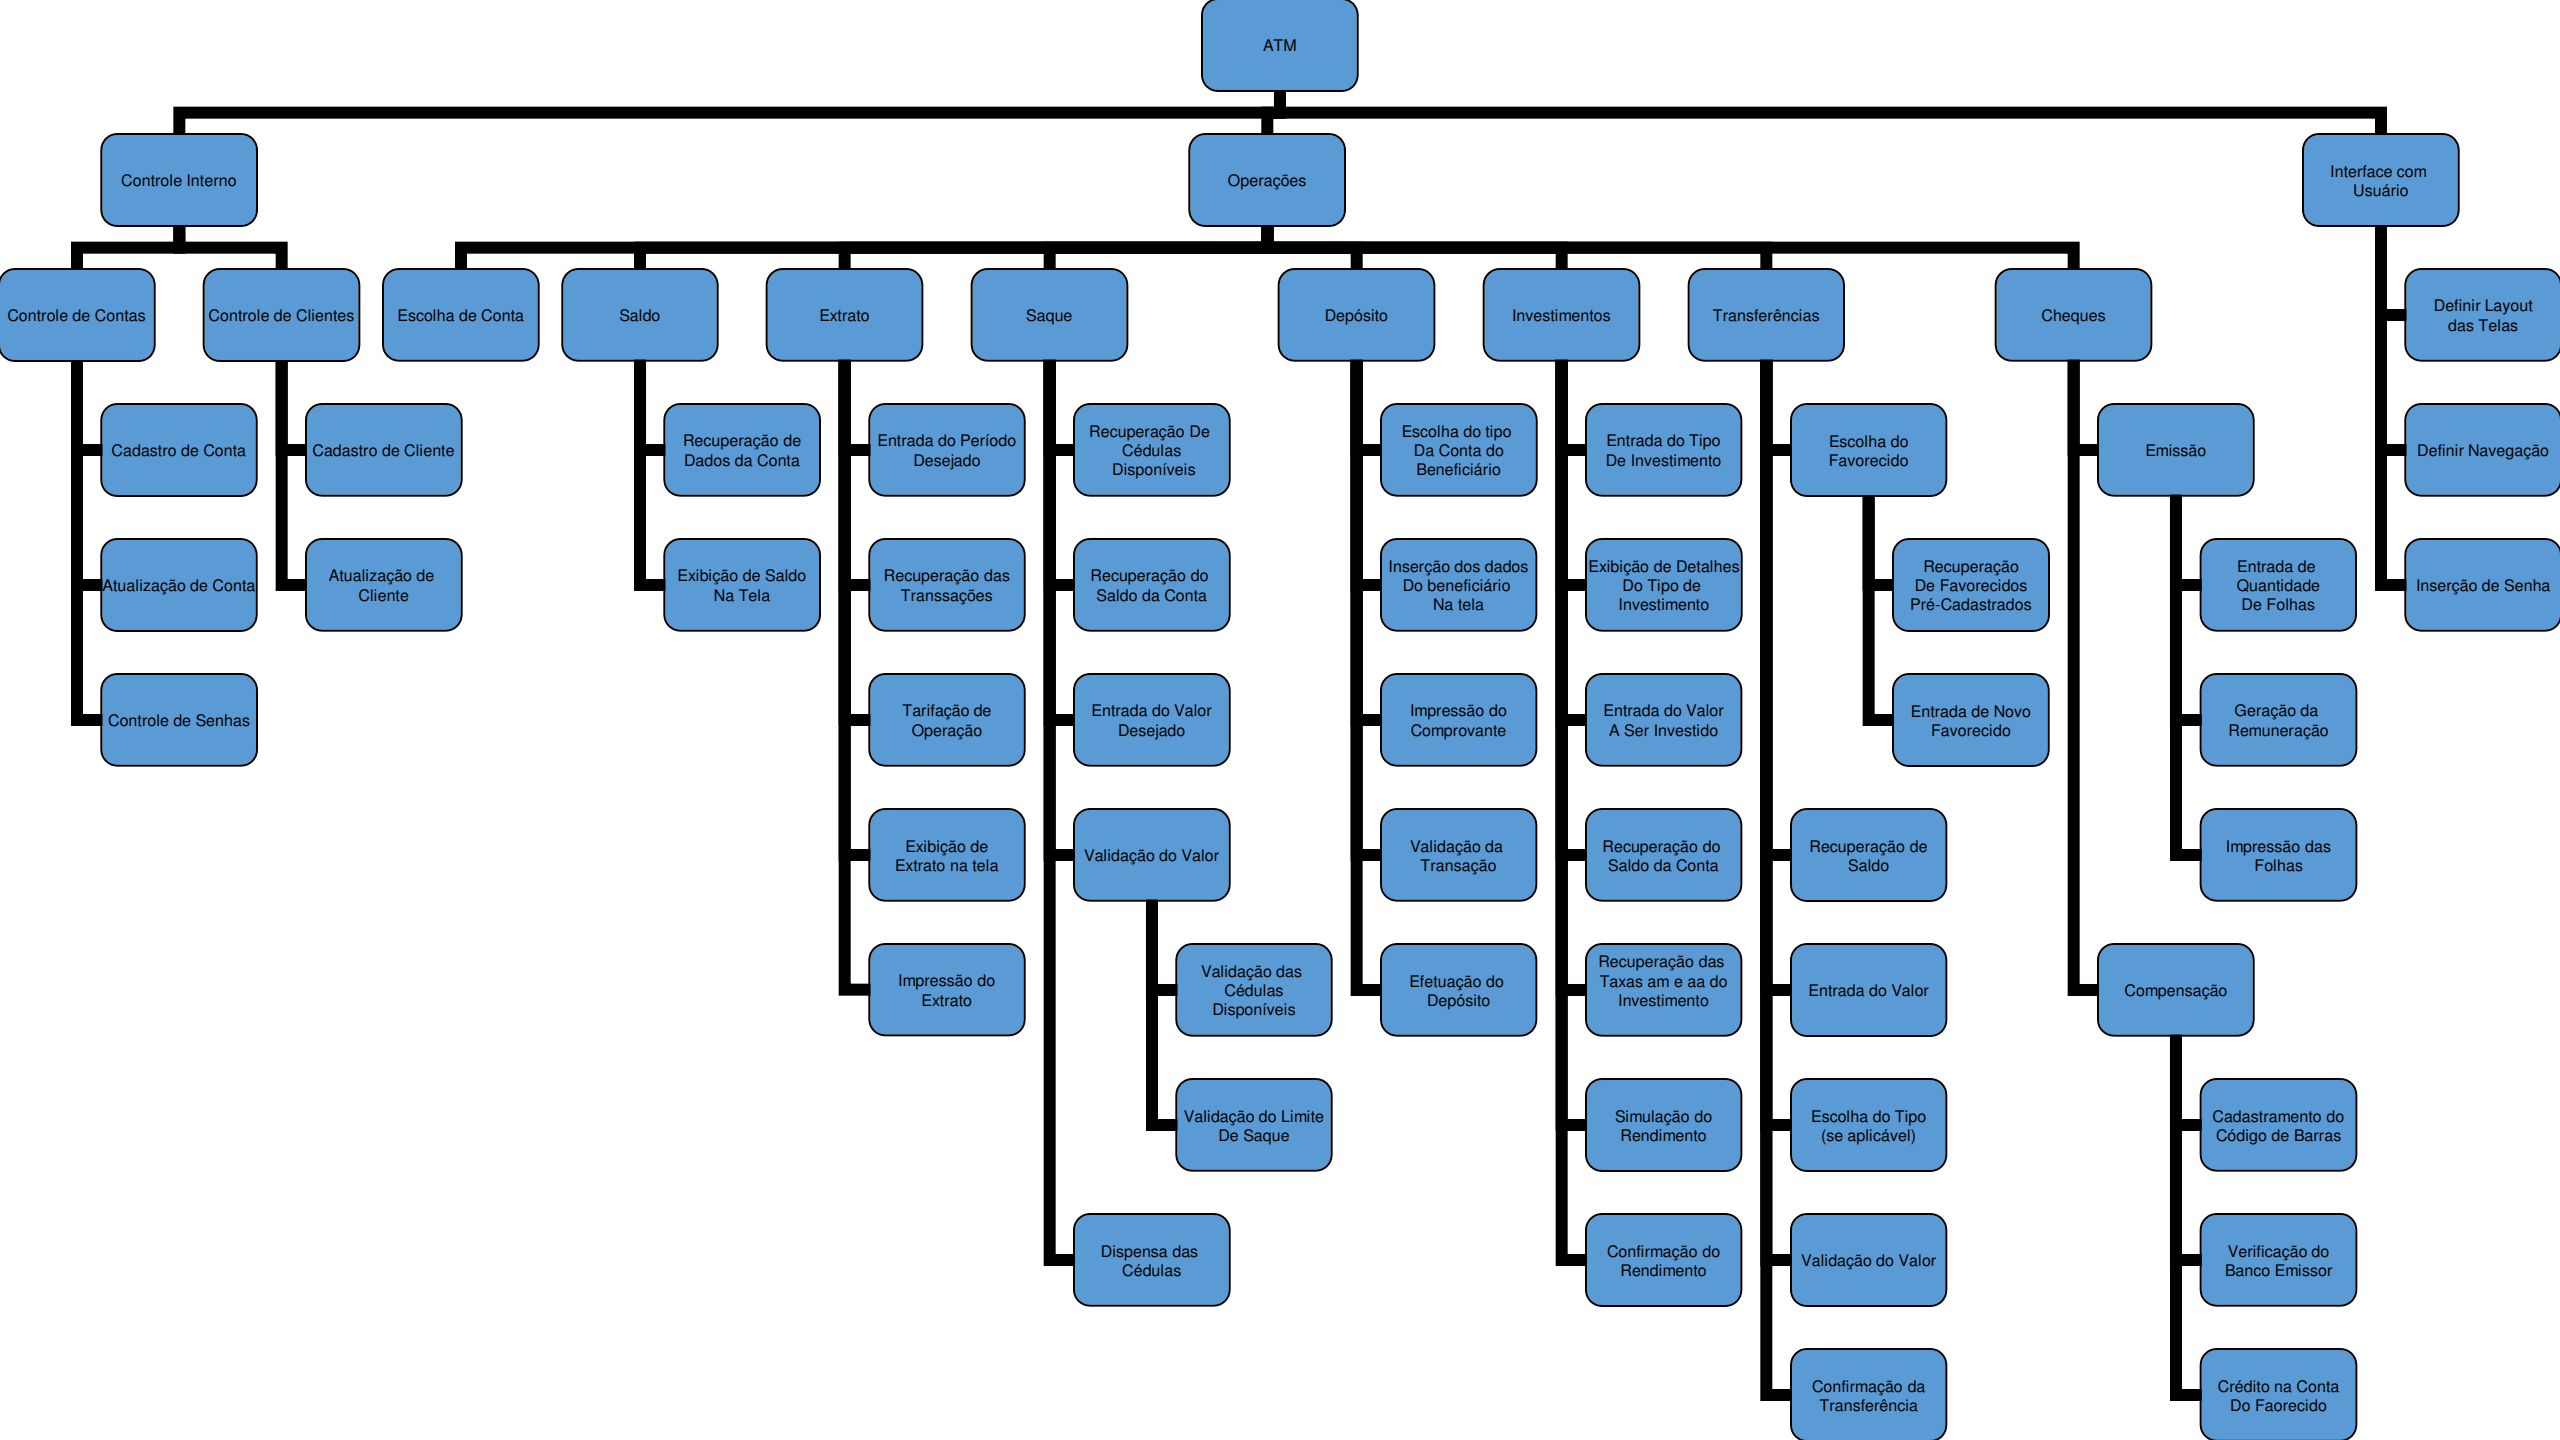 ATM
Controle Interno
Operações
Interface com
Usuário
Controle de Contas
Controle de Clientes
Escolha de Conta
Saldo
Extrato
Saque
Depósito
Investimentos
Transferências
Cheques
Definir Layout
das Telas
Cadastro de Conta
Cadastro de Cliente
Recuperação de
Dados da Conta
Entrada do Período
Desejado
Recuperação De
Cédulas
Disponíveis
Escolha do tipo
Da Conta do
Beneficiário
Entrada do Tipo
De Investimento
Escolha do
Favorecido
Emissão
Definir Navegação
Atualização de Conta
Atualização de
Cliente
Exibição de Saldo
Na Tela
Recuperação das
Transsações
Recuperação do
Saldo da Conta
Inserção dos dados
Do beneficiário
Na tela
Exibição de Detalhes
Do Tipo de
Investimento
Recuperação
De Favorecidos
Pré-Cadastrados
Entrada de
Quantidade
De Folhas
Inserção de Senha
Controle de Senhas
Tarifação de
Operação
Entrada do Valor
Desejado
Impressão do
Comprovante
Entrada do Valor
A Ser Investido
Entrada de Novo
Favorecido
Geração da
Remuneração
Exibição de
Extrato na tela
Validação do Valor
Validação da
Transação
Recuperação do
Saldo da Conta
Recuperação de
Saldo
Impressão das
Folhas
Impressão do
Extrato
Validação das
Cédulas
Disponíveis
Efetuação do
Depósito
Recuperação das
Taxas am e aa do
Investimento
Entrada do Valor
Compensação
Validação do Limite
De Saque
Simulação do
Rendimento
Escolha do Tipo
(se aplicável)
Cadastramento do
Código de Barras
Dispensa das
Cédulas
Confirmação do
Rendimento
Validação do Valor
Verificação do
Banco Emissor
Confirmação da
Transferência
Crédito na Conta
Do Faorecido